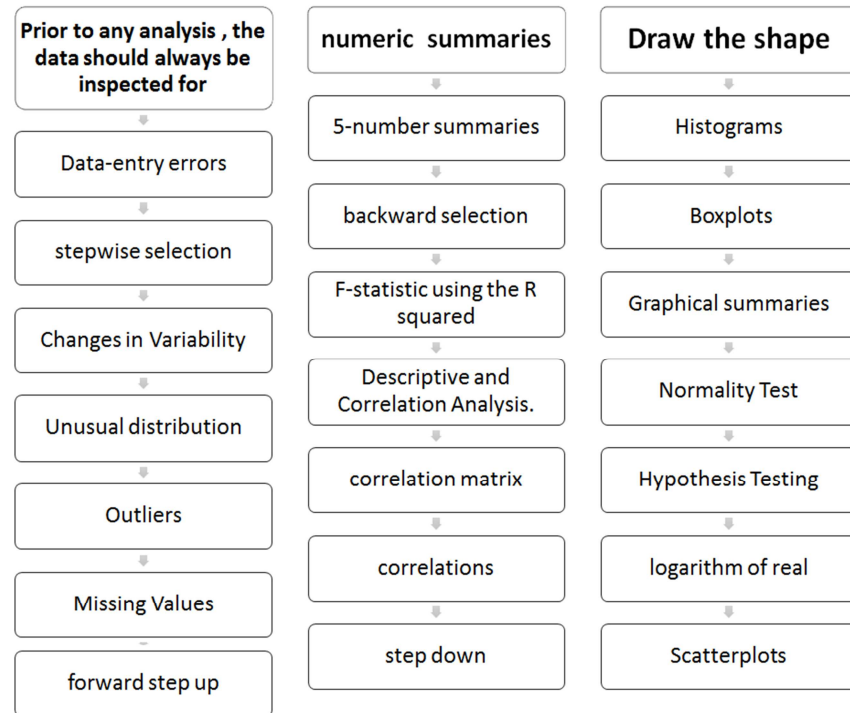 Prior to any analysis , the
data should always be
inspected for
Data-entry errors
stepwise selection
Changes in Variability
Unusual distribution
Outliers
Missing Values
forward step up
numeric summaries
5-number summaries
backward selection
F-statistic using the R
squared
Descriptive and
Correlation Analysis.
correlation matrix
correlations
step down
Draw the shape
Histograms
Boxplots
Graphical summaries
Normality Test
Hypothesis Testing
logarithm of real
Scatterplots